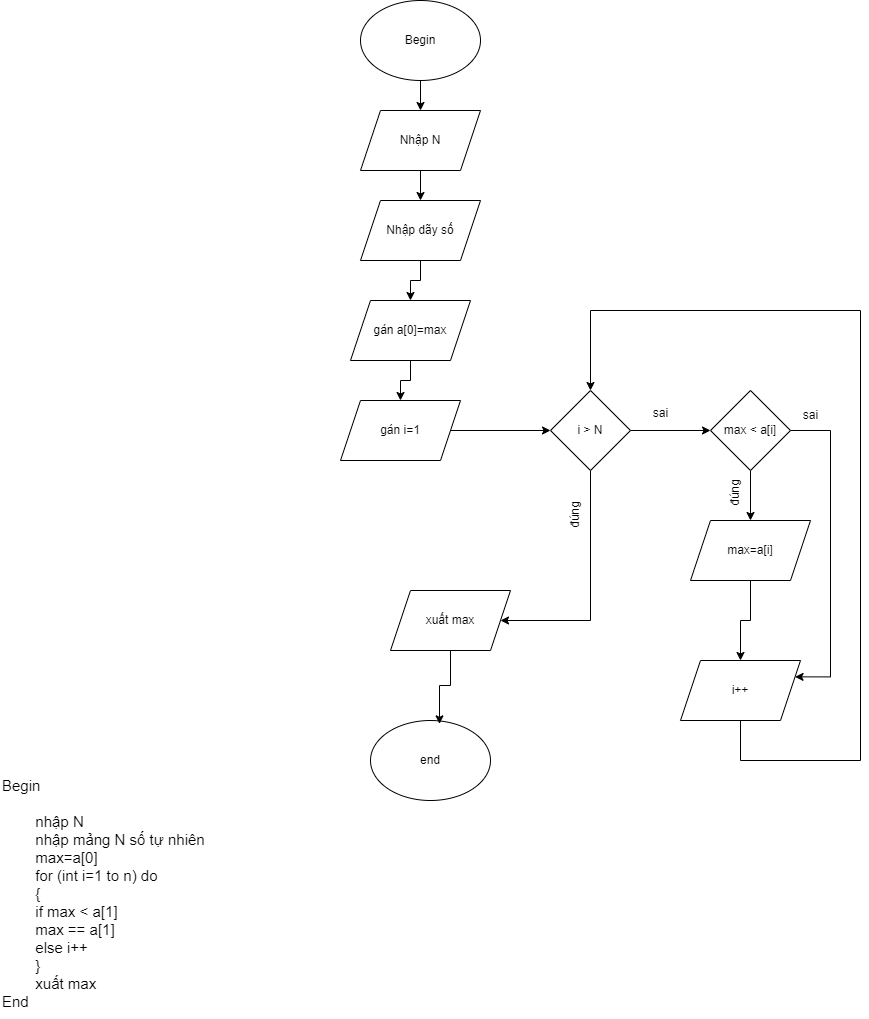 Begin
Nhập N
Nhập dãy số
gán a[0]=max
gán i=1
i > N
sai
max < a[i]
sai
đúng
đúng
max=a[i]
xuất max
i++
end
Begin
nhập N
nhập mảng N số tự nhiên
max=a[0]
for (int i=1 to n) do
{
if max < a[1]
max == a[1]
else i++
}
xuất max
End